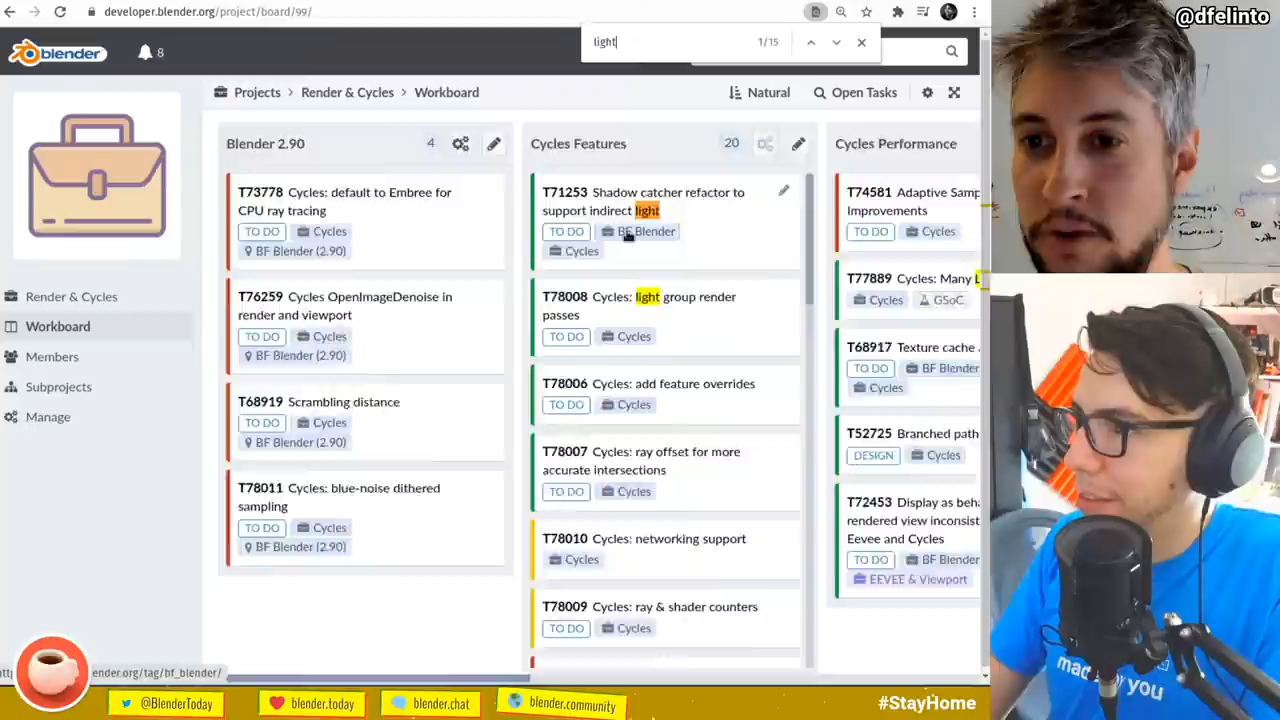 developer.blender.org/project/board/99/
@dfelinto
light
1/15
blender
8
Projects > Render & Cycles > Workboard
Natural
Open Tasks
Render & Cycles
Workboard
Members
Subprojects
Manage
Blender 2.90
4
T73778 Cycles: default to Embree for
CPU ray tracing
TO DO
Cycles
BF Blender (2.90)
T76259 Cycles OpenImageDenoise in
render and viewport
TO DO
Cycles
BF Blender (2.90)
T68919 Scrambling distance
TO DO
Cycles
BF Blender (2.90)
T78011 Cycles: blue-noise dithered
sampling
TO DO
Cycles
BF Blender (2.90)
Cycles Features
20
T71253 Shadow catcher refactor to
support indirect light
TO DO
BF Blender
Cycles
T78008 Cycles: light group render
passes
TO DO
Cycles
T78006 Cycles: add feature overrides
TO DO
Cycles
T78007 Cycles: ray offset for more
accurate intersections
TO DO
Cycles
T78010 Cycles: networking support
Cycles
T78009 Cycles: ray & shader counters
TO DO
Cycles
Cycles Performance
T74581 Adaptive Samp
Improvements
TO DO
Cycles
T77889 Cycles: Many L
Cycles
GSoC
T68917 Texture cache
TO DO
BF Blender
Cycles
T52725 Branched path
DESIGN
Cycles
T72453 Display as beha
rendered view inconsist
Eevee and Cycles
TO DO
BF Blender
EEVEE & Viewport
ender.org/tag/bf_blender/
@BlenderToday
blender.today
blender.chat
blender.community
#StayHome
you